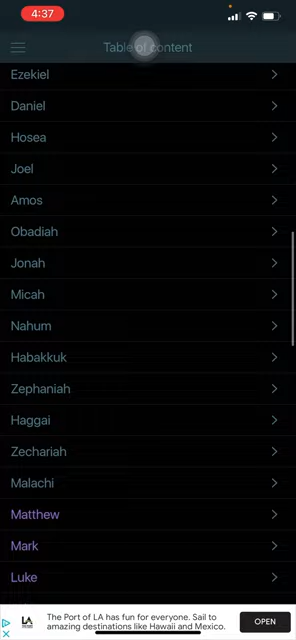 4:37
Table of content
Ezekiel
Daniel
Hosea
Joel
Amos
Obadiah
Jonah
Micah
Nahum
Habakkuk
Zephaniah
Haggai
Zechariah
Malachi
Matthew
Mark
Luke
LA
The Port of LA has fun for everyone. Sail to
amazing destinations like Hawaii and Mexico.
OPEN